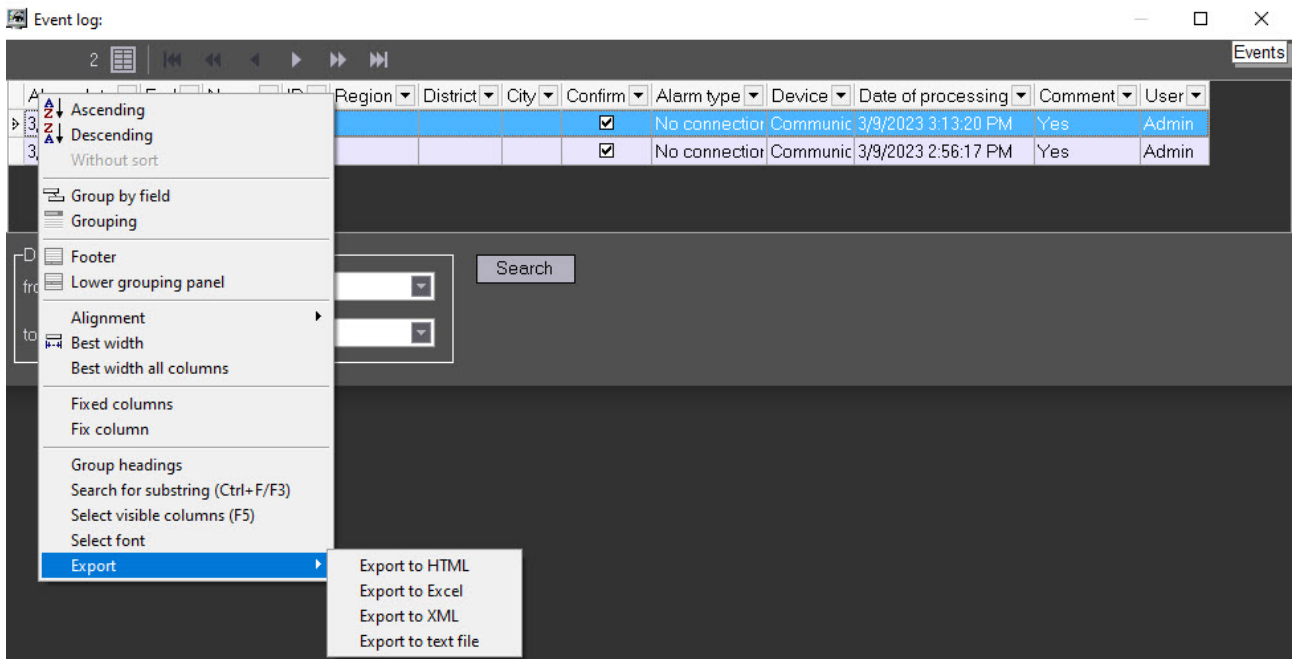 Event log:
Events
2
Region District City Confirm Alarm type Device Date of processing Comment User
3/9/2023 3:13:20 PM Yes Admin
No connection Communic 3/9/2023 2:56:17 PM Yes Admin
Ascending
Descending
Without sort
Group by field
Grouping
Footer
Lower grouping panel
Alignment
Best width
Best width all columns
Fixed columns
Fix column
Group headings
Search for substring (Ctrl+F/F3)
Select visible columns (F5)
Select font
Export
Search
Export to HTML
Export to Excel
Export to XML
Export to text file